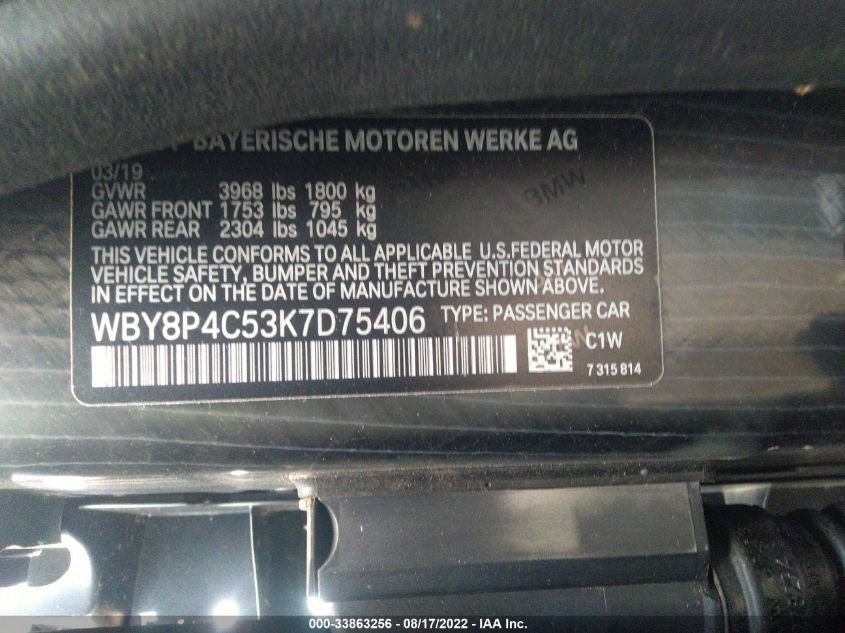 BAYERISCHE MOTOREN WERKE AG
03/19
GVWR 3968 lbs 1800 kg
GAWR FRONT 1753 lbs 795 kg
GAWR REAR 2304 lbs 1045 kg
BMW
THIS VEHICLE CONFORMS TO ALL APPLICABLE U.S.FEDERAL MOTOR
VEHICLE SAFETY, BUMPER AND THEFT PREVENTION STANDARDS
IN EFFECT ON THE DATE OF MANUFACTURE SHOWN ABOVE.
WBY8P4C53K7D75406 TYPE: PASSENGER CAR
C1W
7 315 814
000-33863256 - 08/17/2022 - IAA Inc.